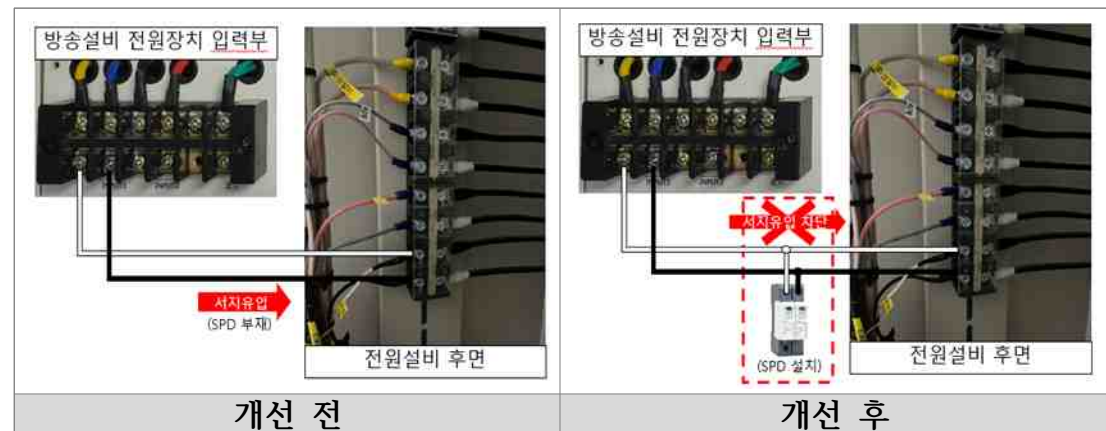 방송설비 전원장치 입력부
서지유입
(SPD 부재)
전원설비 후면
개선 전
방송설비 전원장치 입력부
서지유입 차단
(SPD 설치)
전원설비 후면
개선 후